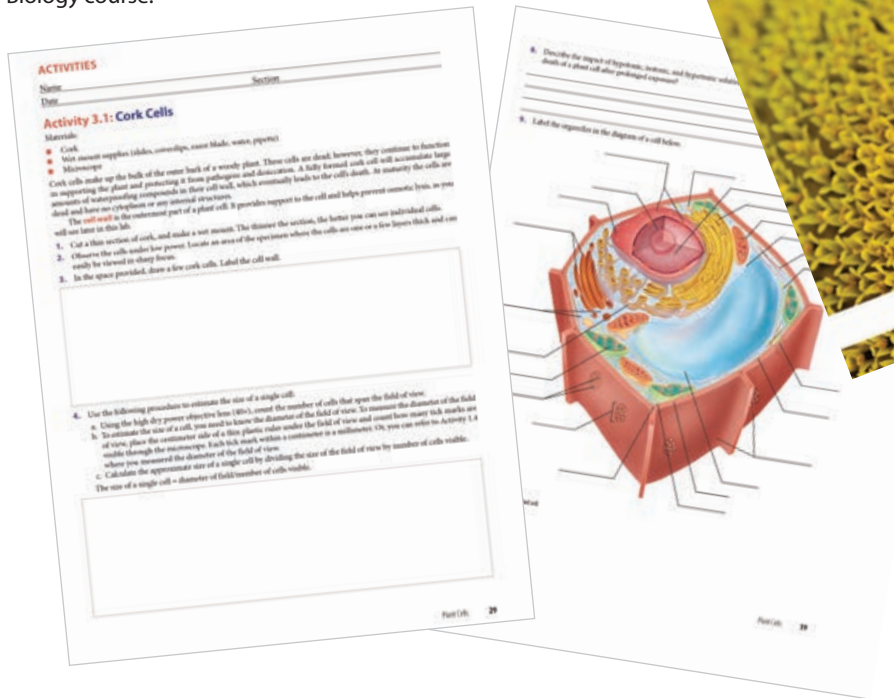 Biology course.
ACTIVITIES
Name
Section
Date
Activity 3.1: Cork Cells
Materials:
Cork
Wet mount supplies (slides, coverslips, razor blade, water, pipette)
Microscope
Cork cells make up the bulk of the outer bark of a woody plant. These cells are dead; however, they continue to function
as supporting the plant and protecting it from pathogens and desiccation. A fully formed cork cell will accumulate large
amounts of waterproofing compounds in their cell wall, which eventually leads to the cell's death. At maturity the cells are
dead and have no cytoplasm or any internal structures.
The cell wall is the outermost part of a plant cell. It provides support to the cell and helps prevent osmotic lysis, as you
will see later in this lab.
1. Cut a thin section of cork, and make a wet mount. The thinner the section, the better you can see individual cells.
2. Observe the cells under low power. Locate an area of the specimen where the cells are one or a few layers thick and can
easily be viewed in sharp focus.
3. In the space provided, draw a few cork cells. Label the cell wall.
4. Use the following procedure to estimate the size of a single cell:
a. Using the high dry power objective lens (40×), count the number of cells that span the field of view.
b. To estimate the size of a cell, you need to know the diameter of the field of view. To measure the diameter of the field
of view, place the centimeter side of a thin plastic ruler under the field of view and count how many tick marks are
visible through the microscope. Each tick mark within a centimeter is a millimeter. Or, you can refer to Activity 1.4
where you measured the diameter of the field of view.
c. Calculate the approximate size of a single cell by dividing the size of the field of view by number of cells visible.
The size of a single cell = diameter of field/number of cells visible.
Plant Cells 29
8. Describe the impact of hypotonic, isotonic, and hypertonic
death of a plant cell after prolonged exposure?
9. Label the organelles in the diagram of a cell below.
Plant Cells 39